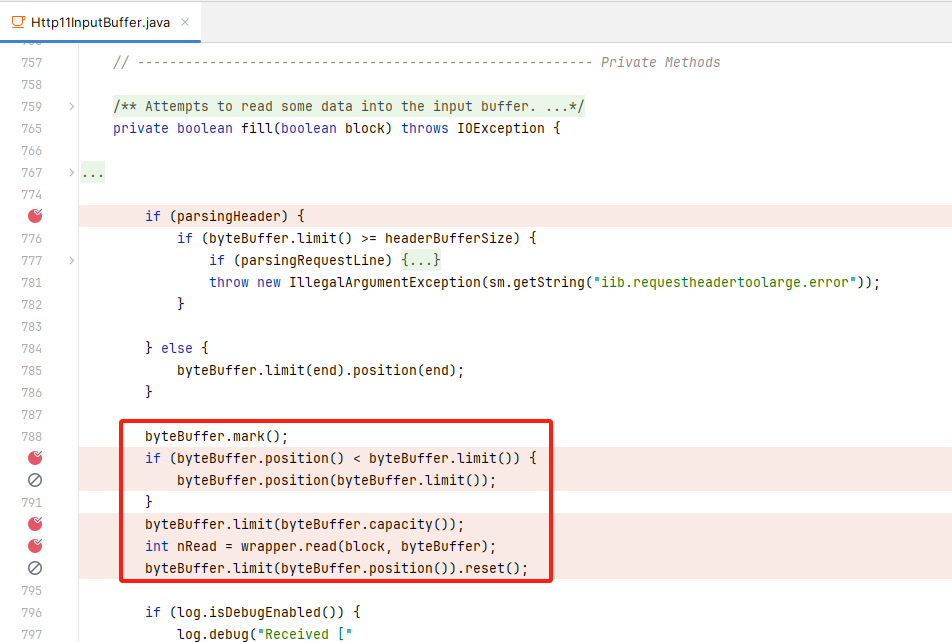 Http11InputBuffer.java
757 // --------------------------------------------------------- Private Methods
758
759 /** Attempts to read some data into the input buffer. ...*/
765 private boolean fill(boolean block) throws IOException {
766
767 ...
774
if (parsingHeader) {
776 if (byteBuffer.limit() >= headerBufferSize) {
777 if (parsingRequestLine) {...}
781 throw new IllegalArgumentException(sm.getString("iib.requestheadertoolarge.error"));
782 }
783
784 } else {
785 byteBuffer.limit(end).position(end);
786 }
787
788 byteBuffer.mark();
if (byteBuffer.position() < byteBuffer.limit()) {
byteBuffer.position(byteBuffer.limit());
791 }
byteBuffer.limit(byteBuffer.capacity());
int nRead = wrapper.read(block, byteBuffer);
byteBuffer.limit(byteBuffer.position()).reset();
795
796 if (log.isDebugEnabled()) {
797 log.debug("Received ["